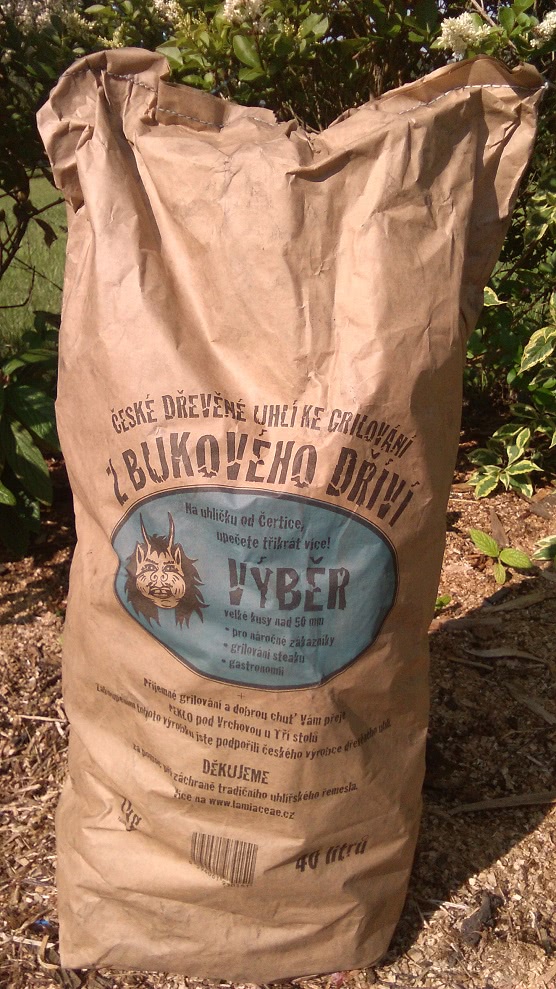 ČESKÉ DŘEVĚNÉ UHLÍ KE GRILOVÁNÍ
Z BUKOVÉHO DŘÍVÍ
Na uhlíčku od Čertice,
upečete třikrát více!
VÝBĚR
velké kusy nad 50 mm
* pro náročné zákazníky
* grilování steaku
* gastronomii
Příjemné grilování a dobrou chuť Vám přeje
PEKLO pod Vrchovou u Tří stolů
Zakoupením tohoto výrobku jste podpořili českého výrobce dřevěného uhlí.
DĚKUJEME
za pomoc při záchraně tradičního uhlířského řemesla.
Více na www.lamiaceae.cz
40 litrů